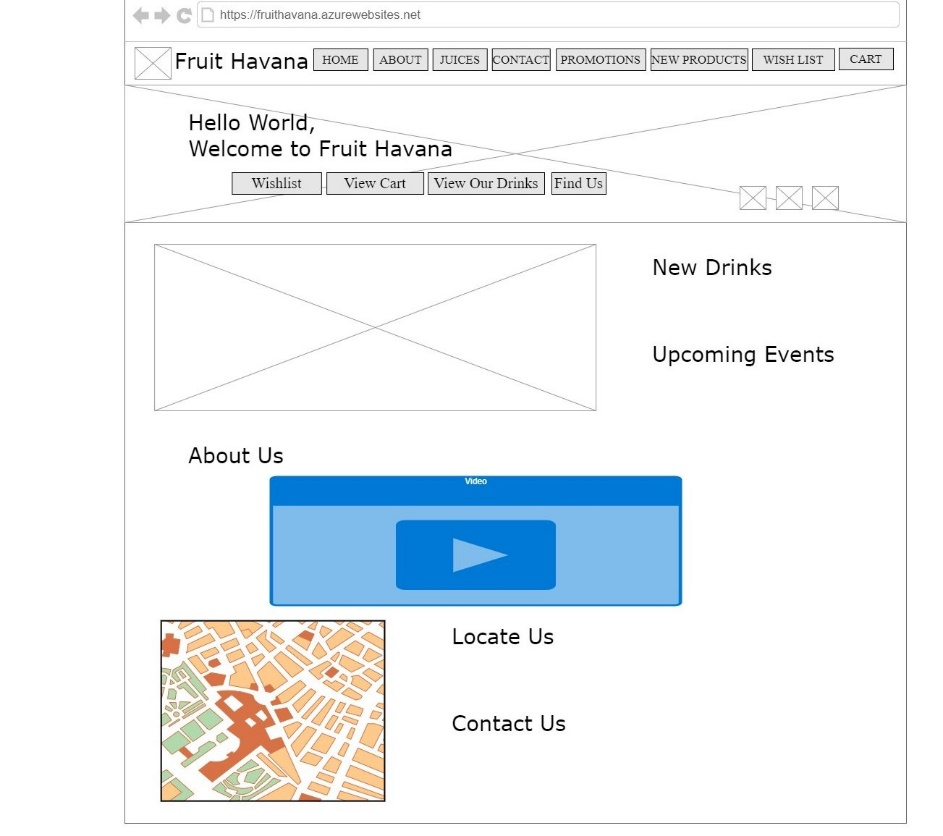 https://fruithavana.azurewebsites.net
Fruit Havana HOME ABOUT JUICES CONTACT PROMOTIONS NEW PRODUCTS WISH LIST CART
Hello World,
Welcome to Fruit Havana
Wishlist View Cart View Our Drinks Find Us
New Drinks
Upcoming Events
About Us
Video
Locate Us
Contact Us